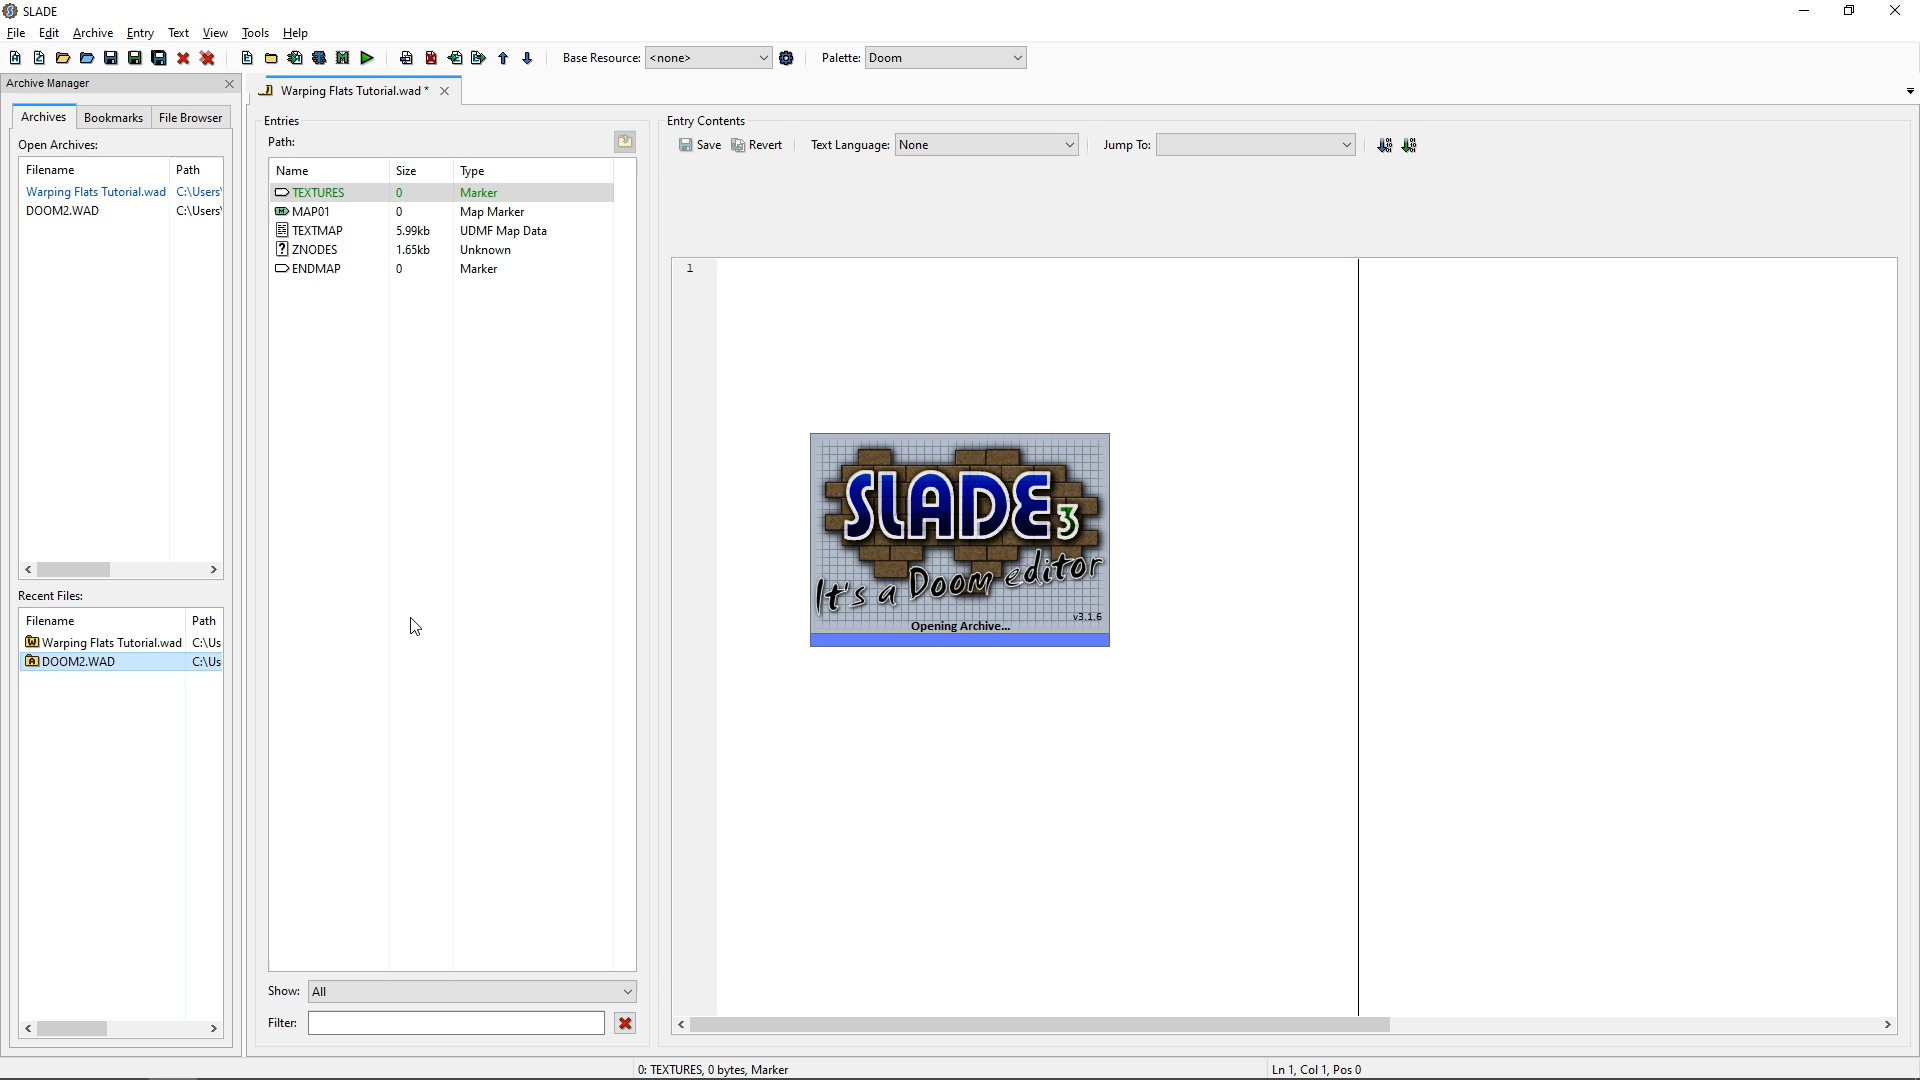 SLADE
File Edit Archive Entry Text View Tools Help
Base Resource: <none> Palette: Doom
Archive Manager
Warping Flats Tutorial.wad *
Archives Bookmarks File Browser
Open Archives:
Filename Path
Warping Flats Tutorial.wad C:\Users\
DOOM2.WAD C:\Users\
Recent Files:
Filename Path
Warping Flats Tutorial.wad C:\Us
DOOM2.WAD C:\Us
Entries
Path:
Name Size Type
TEXTURES 0 Marker
MAP01 0 Map Marker
TEXTMAP 5.99kb UDMF Map Data
ZNODES 1.65kb Unknown
ENDMAP 0 Marker
Show: All
Filter:
Entry Contents
Save Revert Text Language: None Jump To:
1
SLADE 3
It's a Doom editor
v3.1.6
Opening Archive...
0: TEXTURES, 0 bytes, Marker
Ln 1, Col 1, Pos 0